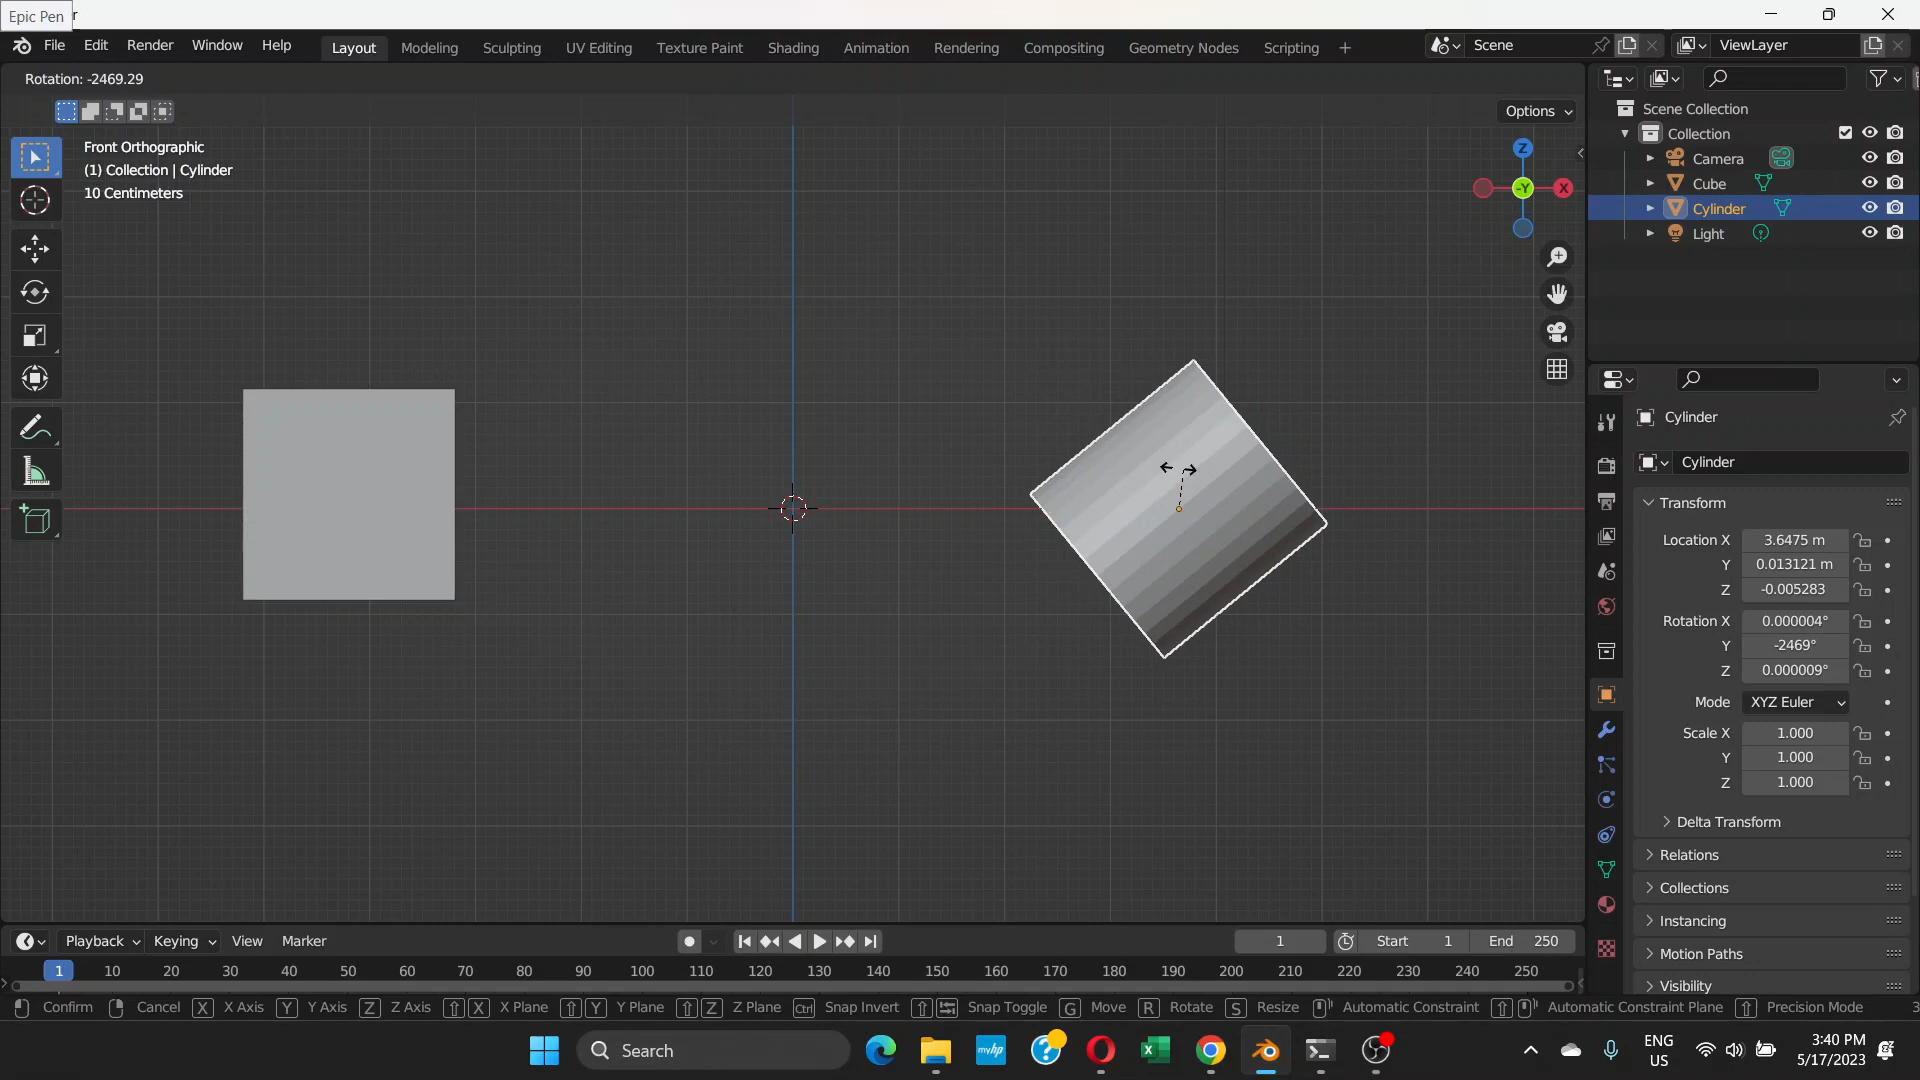 Epic Pen
r
File Edit Render Window Help
Layout Modeling Sculpting UV Editing Texture Paint Shading Animation Rendering Compositing Geometry Nodes Scripting +
Scene
ViewLayer
Rotation: -2469.29
Options
Front Orthographic
(1) Collection | Cylinder
10 Centimeters
Z
-Y
X
Scene Collection
Collection
Camera
Cube
Cylinder
Light
Cylinder
Cylinder
Transform
Location X 3.6475 m
Y 0.013121 m
Z -0.005283
Rotation X 0.000004°
Y -2469°
Z 0.000009°
Mode XYZ Euler
Scale X 1.000
Y 1.000
Z 1.000
Delta Transform
Relations
Collections
Instancing
Motion Paths
Visibility
Playback Keying View Marker
1
Start 1
End 250
1 10 20 30 40 50 60 70 80 90 100 110 120 130 140 150 160 170 180 190 200 210 220 230 240 250
Confirm Cancel X X Axis Y Y Axis Z Z Axis X X Plane Y Y Plane Z Z Plane Ctrl Snap Invert Snap Toggle G Move R Rotate S Resize Automatic Constraint Automatic Constraint Plane Precision Mode 3
Search
myhp
ENG
US
3:40 PM
5/17/2023